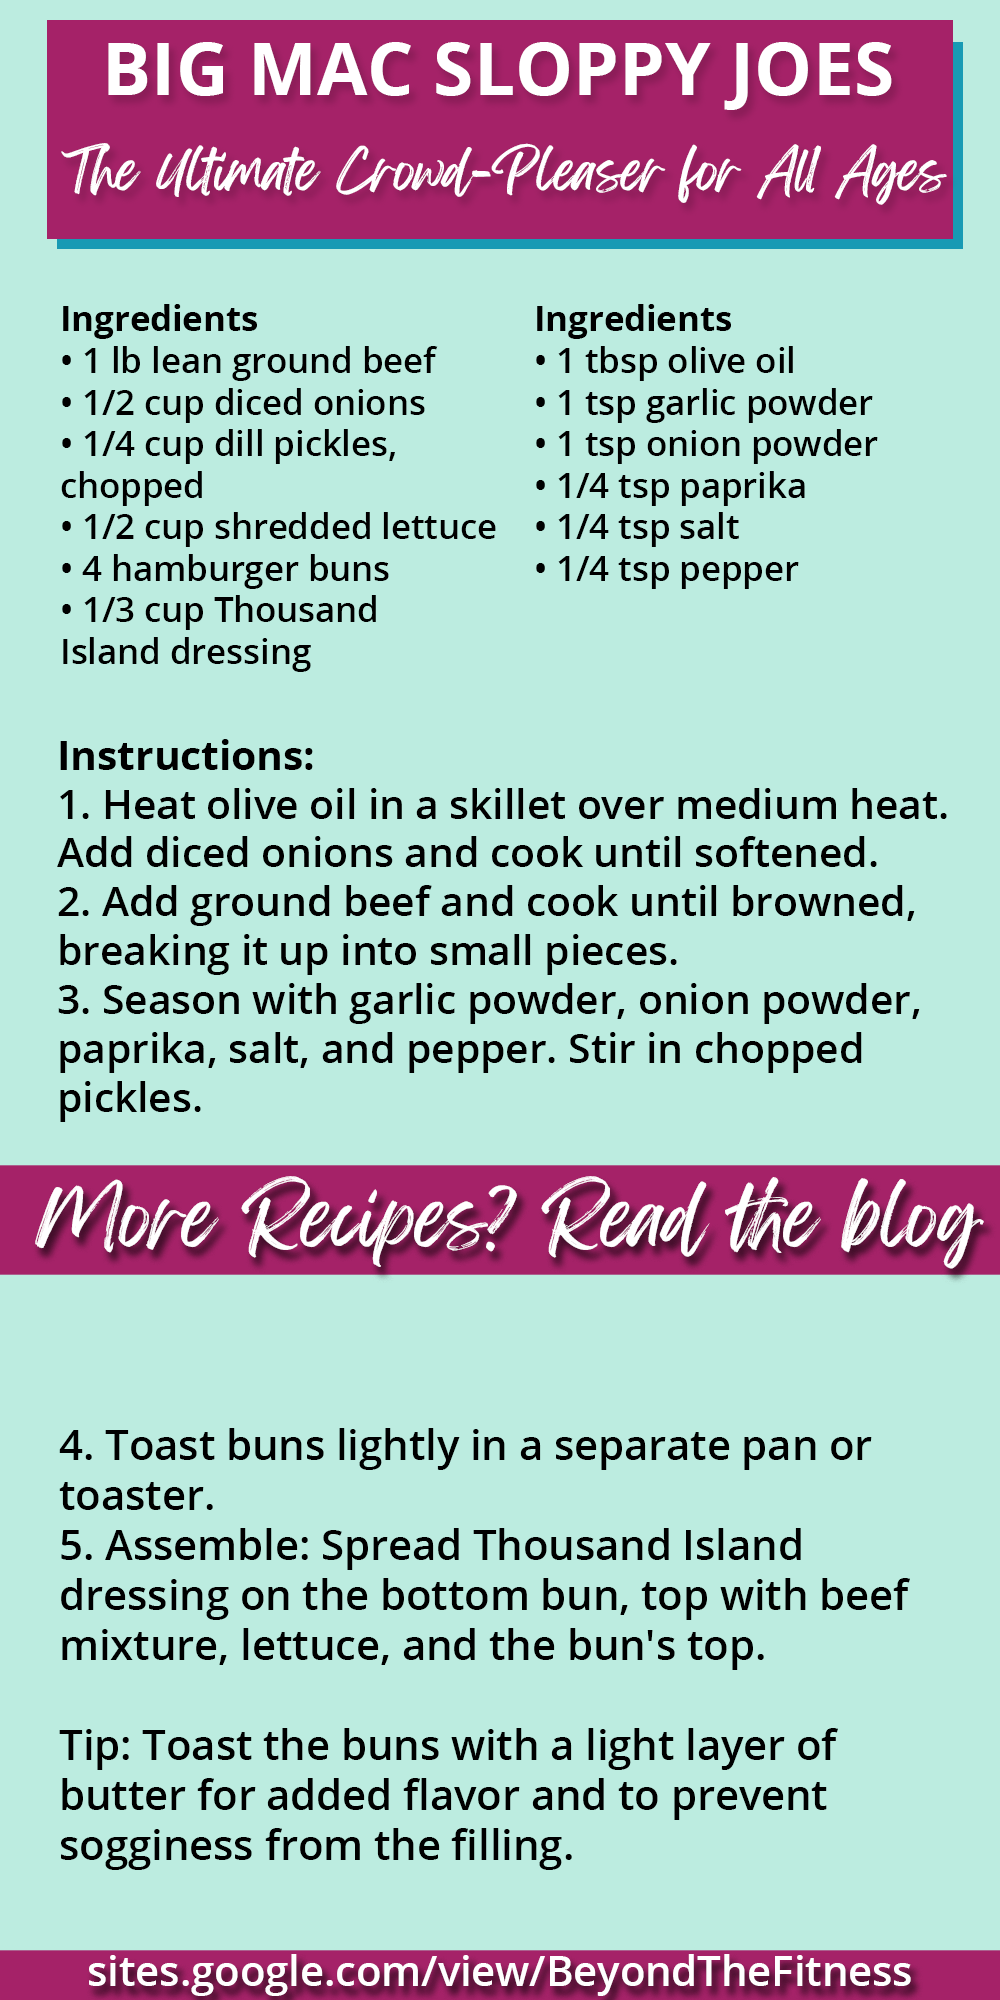 BIG MAC SLOPPY JOES
The Ultimate Crowd-Pleaser for All Ages
Ingredients
• 1 lb lean ground beef
• 1/2 cup diced onions
• 1/4 cup dill pickles,
chopped
• 1/2 cup shredded lettuce
• 4 hamburger buns
• 1/3 cup Thousand
Island dressing
Ingredients
• 1 tbsp olive oil
• 1 tsp garlic powder
• 1 tsp onion powder
• 1/4 tsp paprika
• 1/4 tsp salt
• 1/4 tsp pepper
Instructions:
1. Heat olive oil in a skillet over medium heat.
Add diced onions and cook until softened.
2. Add ground beef and cook until browned,
breaking it up into small pieces.
3. Season with garlic powder, onion powder,
paprika, salt, and pepper. Stir in chopped
pickles.
More Recipes? Read the blog
4. Toast buns lightly in a separate pan or
toaster.
5. Assemble: Spread Thousand Island
dressing on the bottom bun, top with beef
mixture, lettuce, and the bun's top.
Tip: Toast the buns with a light layer of
butter for added flavor and to prevent
sogginess from the filling.
sites.google.com/view/BeyondTheFitness